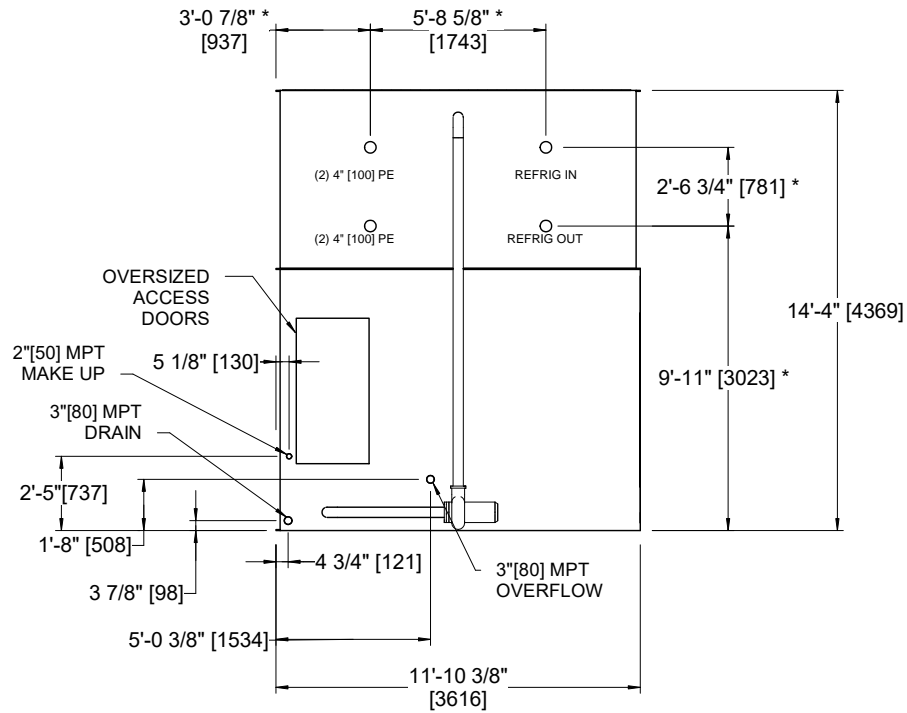 3'-0 7/8" *
[937]
5'-8 5/8" *
[1743]
(2) 4" [100] PE
REFRIG IN
2'-6 3/4" [781] *
(2) 4" [100] PE
REFRIG OUT
OVERSIZED
ACCESS
DOORS
14'-4" [4369]
2"[50] MPT
MAKE UP
5 1/8" [130]
9'-11" [3023] *
3"[80] MPT
DRAIN
2'-5"[737]
1'-8" [508]
4 3/4" [121]
3"[80] MPT
OVERFLOW
3 7/8" [98]
5'-0 3/8" [1534]
11'-10 3/8"
[3616]